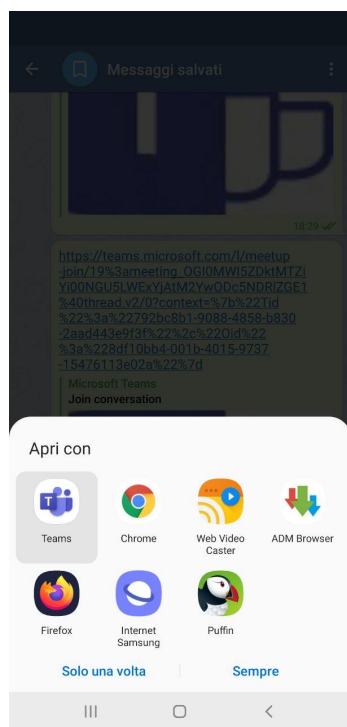 Messaggi salvati
18:29
https://teams.microsoft.com/l/meetup
-join/19%3ameeting_OGI0MWI5ZDktMTZi
Yi00NGU5LWExYjAtM2YwODc5NDRlZGE1
%40thread.v2/0?context=%7b%22Tid
%22%3a%22792bc8b1-9088-4858-b830
-2aad443e9f3f%22%2c%22Oid%22
%3a%228df10bb4-001b-4015-9737
-15476113e02a%22%7d
Microsoft Teams
Join conversation
Apri con
Teams
Chrome
Web Video
Caster
ADM Browser
Firefox
Internet
Samsung
Puffin
Solo una volta
Sempre